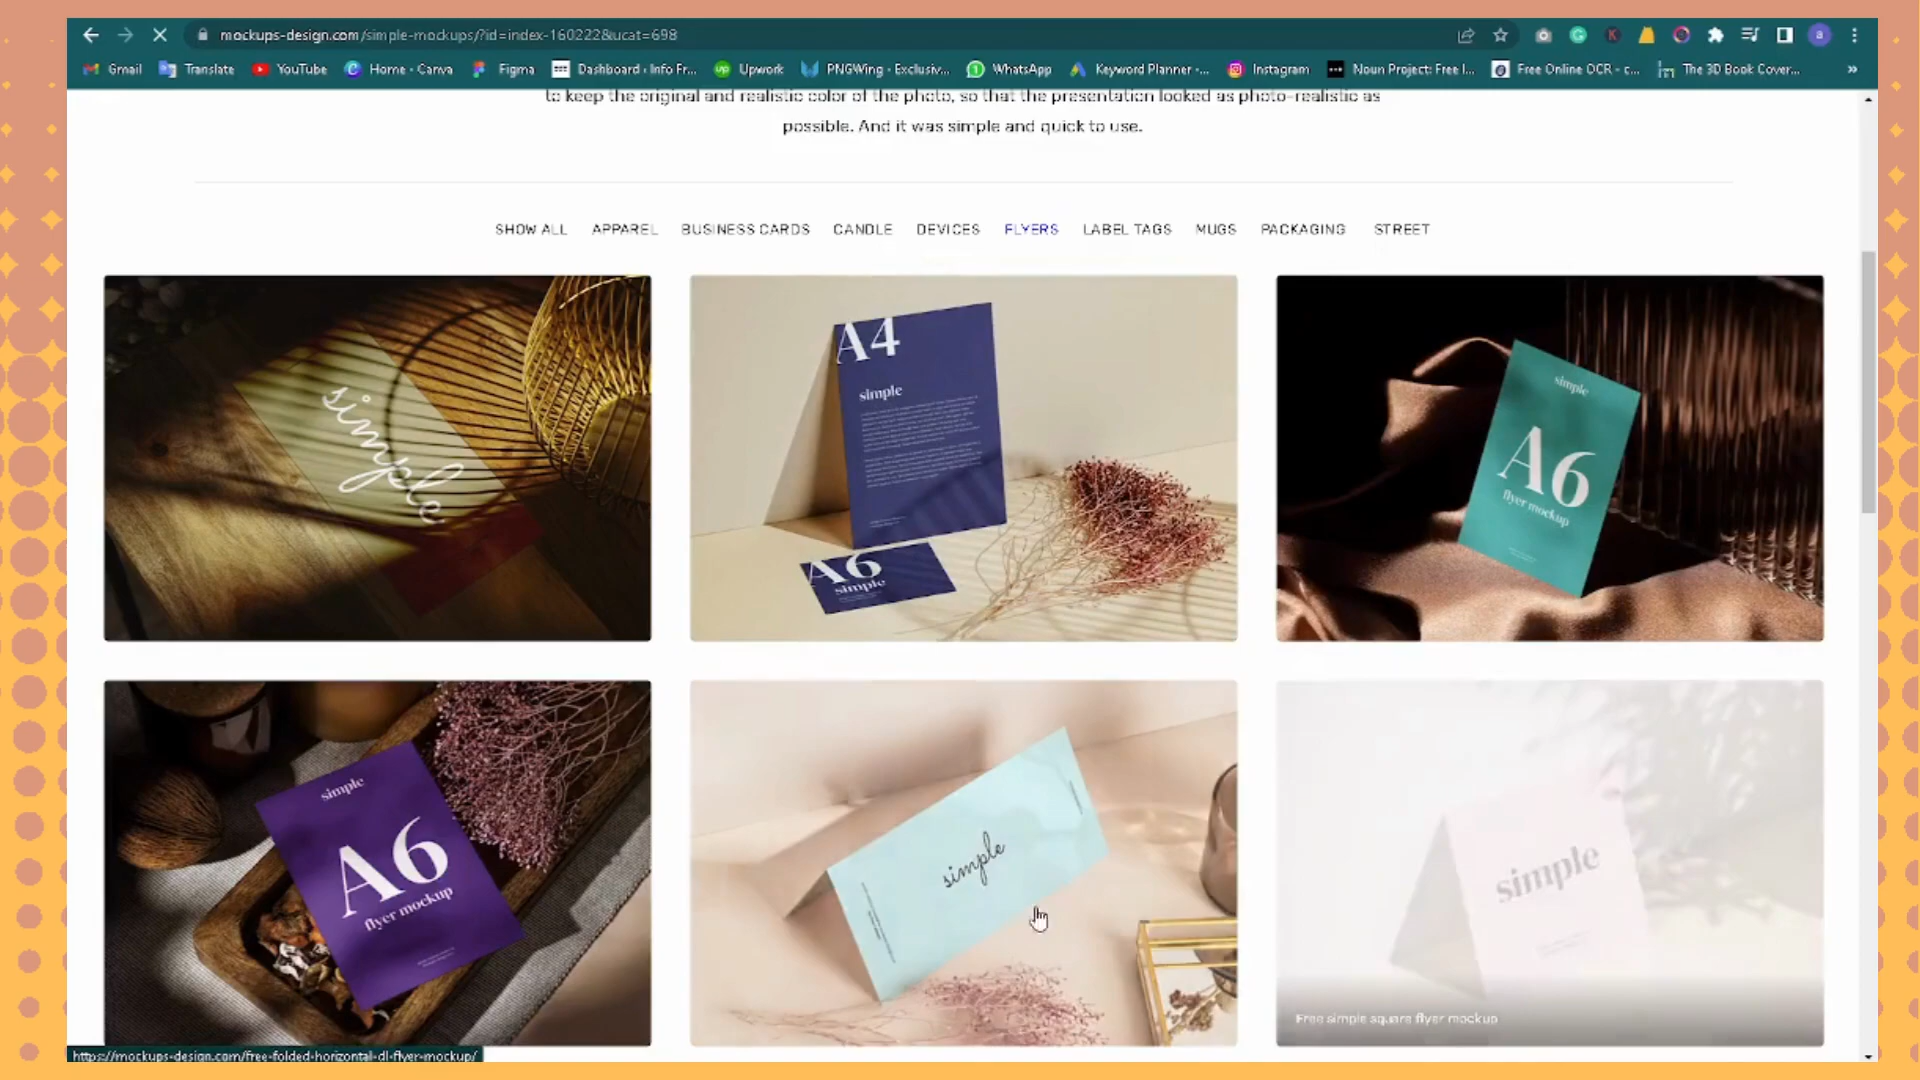 mockups-design.com/simple-mockups/?id=index-160222&ucat=698
a
Gmail Translate YouTube Home - Canva Figma Dashboard - Info Fr... Upwork PNGWing - Exclusiv... WhatsApp Keyword Planner -... Instagram Noun Project: Free I... Free Online OCR - c... The 3D Book Cover... »
to keep the original and realistic color of the photo, so that the presentation looked as photo-realistic as
possible. And it was simple and quick to use.
SHOW ALL APPAREL BUSINESS CARDS CANDLE DEVICES FLYERS LABEL TAGS MUGS PACKAGING STREET
simple
A4
simple
A6
simple
simple
A6
flyer mockup
simple
A6
flyer mockup
simple
simple
Free simple square flyer mockup
https://mockups-design.com/free-folded-horizontal-dl-flyer-mockup/